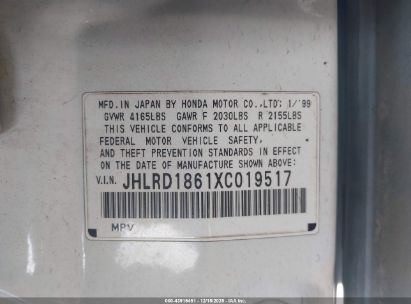 MFD.IN JAPAN BY HONDA MOTOR CO.,LTD: 1/'99
GVWR 4165LBS GAWR F 2030LBS R 2155LBS
THIS VEHICLE CONFORMS TO ALL APPLICABLE
FEDERAL MOTOR VEHICLE SAFETY,
AND THEFT PREVENTION STANDARDS IN EFFECT
ON THE DATE OF MANUFACTURE SHOWN ABOVE:
V.I.N. JHLRD1861XC019517
MPV